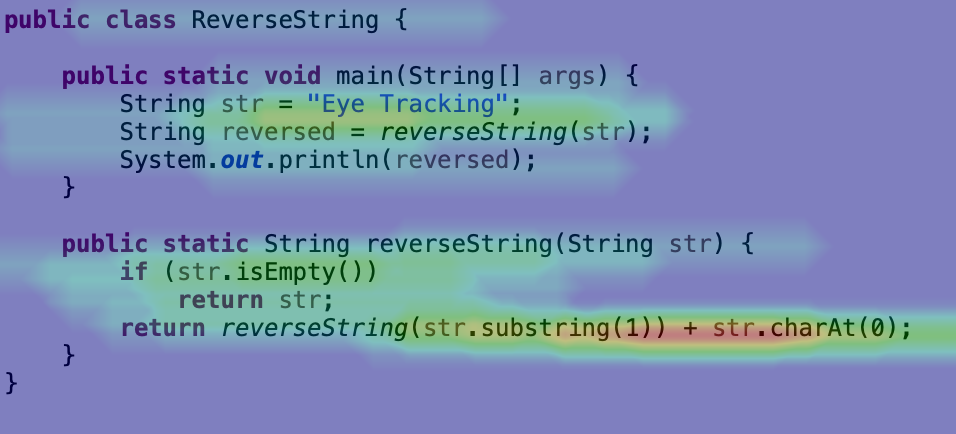 public class ReverseString {
public static void main(String[] args) {
String str = "Eye Tracking";
String reversed = reverseString(str);
System.out.println(reversed);
}
public static String reverseString(String str) {
if (str.isEmpty())
return str;
return reverseString(str.substring(1)) + str.charAt(0);
}
}